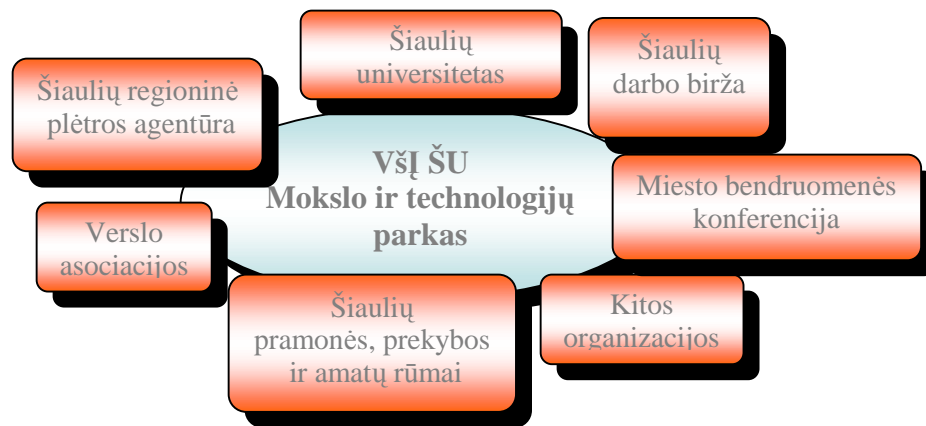 Šiaulių
universitetas
Šiaulių
darbo birža
Šiaulių regioninė
plėtros agentūra
VšĮ ŠU
Mokslo ir technologijų
parkas
Miesto bendruomenės
konferencija
Verslo
asociacijos
Šiaulių
pramonės, prekybos
ir amatų rūmai
Kitos
organizacijos